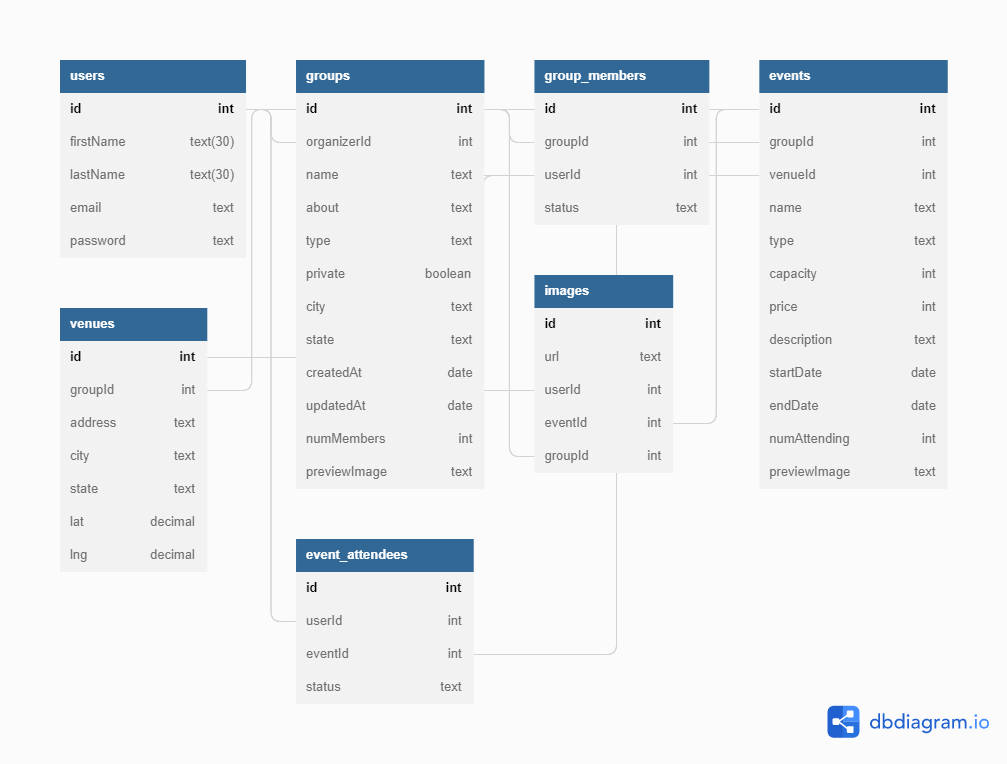 users
id int
firstName text(30)
lastName text(30)
email text
password text
groups
id int
organizerId int
name text
about text
type text
private boolean
city text
state text
createdAt date
updatedAt date
numMembers int
previewImage text
group_members
id int
groupId int
userId int
status text
events
id int
groupId int
venueId int
name text
type text
capacity int
price int
description text
startDate date
endDate date
numAttending int
previewImage text
venues
id int
groupId int
address text
city text
state text
lat decimal
lng decimal
images
id int
url text
userId int
eventId int
groupId int
event_attendees
id int
userId int
eventId int
status text
dbdiagram.io